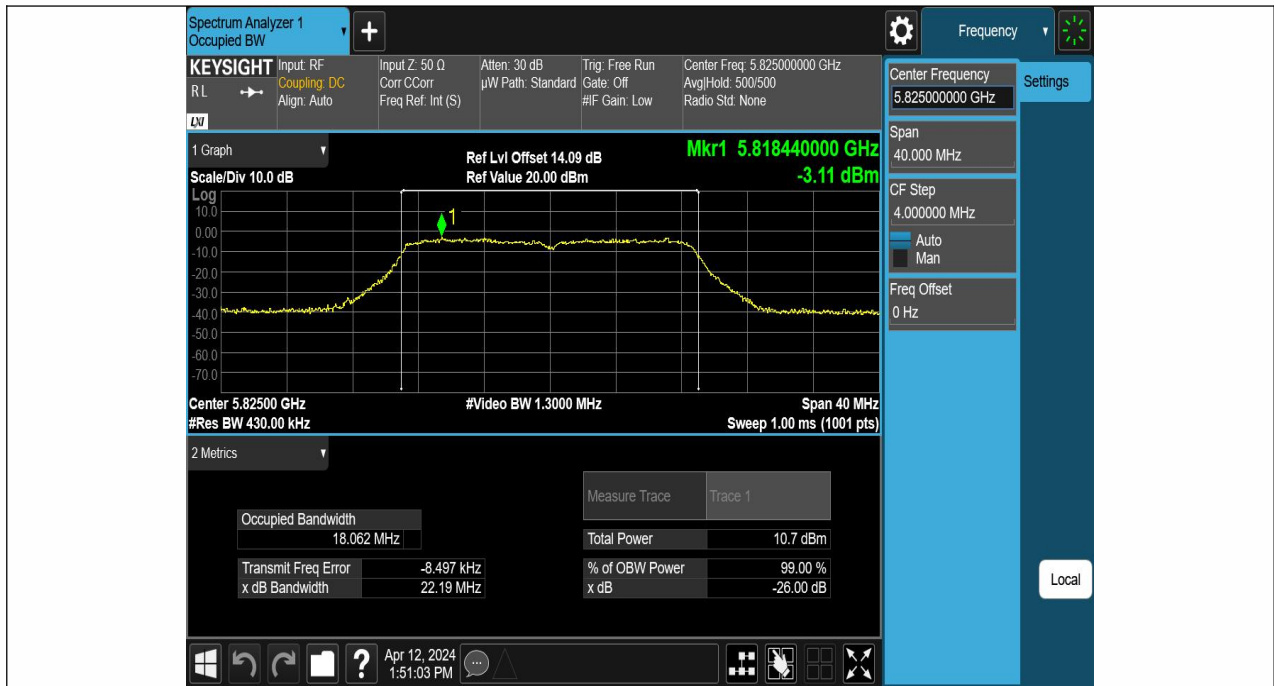 Spectrum Analyzer 1
Occupied BW
+
Frequency
KEYSIGHT
R L
LXI
Input: RF
Coupling: DC
Align: Auto
Input Z: 50 Ω
Corr CCorr
Freq Ref: Int (S)
Atten: 30 dB
µW Path: Standard
Trig: Free Run
Gate: Off
#IF Gain: Low
Center Freq: 5.825000000 GHz
Avg|Hold: 500/500
Radio Std: None
Center Frequency
5.825000000 GHz
Settings
Span
40.000 MHz
CF Step
4.000000 MHz
Auto
Man
Freq Offset
0 Hz
Local
1 Graph
Scale/Div 10.0 dB
Ref Lvl Offset 14.09 dB
Ref Value 20.00 dBm
Mkr1 5.818440000 GHz
-3.11 dBm
Log
10.0
0.00
-10.0
-20.0
-30.0
-40.0
-50.0
-60.0
-70.0
1
Center 5.82500 GHz
#Res BW 430.00 kHz
#Video BW 1.3000 MHz
Span 40 MHz
Sweep 1.00 ms (1001 pts)
2 Metrics
Measure Trace Trace 1
Occupied Bandwidth
18.062 MHz
Total Power 10.7 dBm
Transmit Freq Error -8.497 kHz
% of OBW Power 99.00 %
x dB Bandwidth 22.19 MHz
x dB -26.00 dB
?
Apr 12, 2024
1:51:03 PM